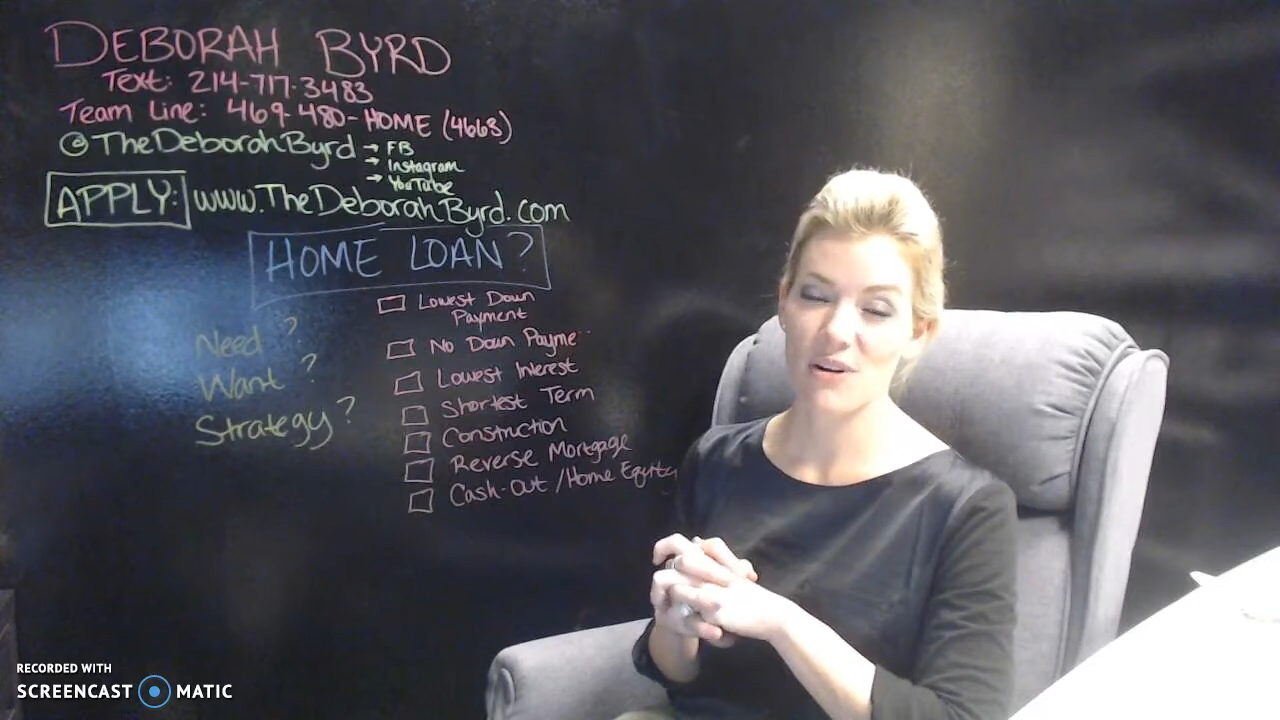 DEBORAH BYRD
Text: 214-717-3483
Team Line: 469-480-HOME (4663)
@TheDeborahByrd → FB
→ Instagram
→ YouTube
APPLY: www.TheDeborahByrd.com
HOME LOAN?
Lowest Down
Payment
Need?
No Down Payme
Want?
Lowest Interest
Strategy?
Shortest Term
Construction
Reverse Mortgage
Cash-Out /Home Equity
RECORDED WITH
SCREENCAST MATIC